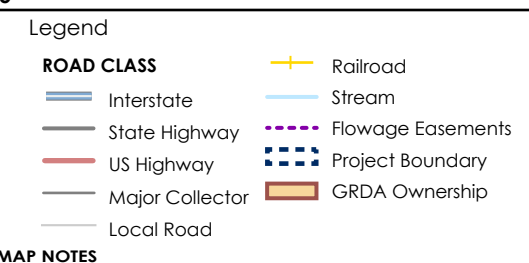 Legend
ROAD CLASS
Interstate
State Highway
US Highway
Major Collector
Local Road
Railroad
Stream
Flowage Easements
Project Boundary
GRDA Ownership
MAP NOTES